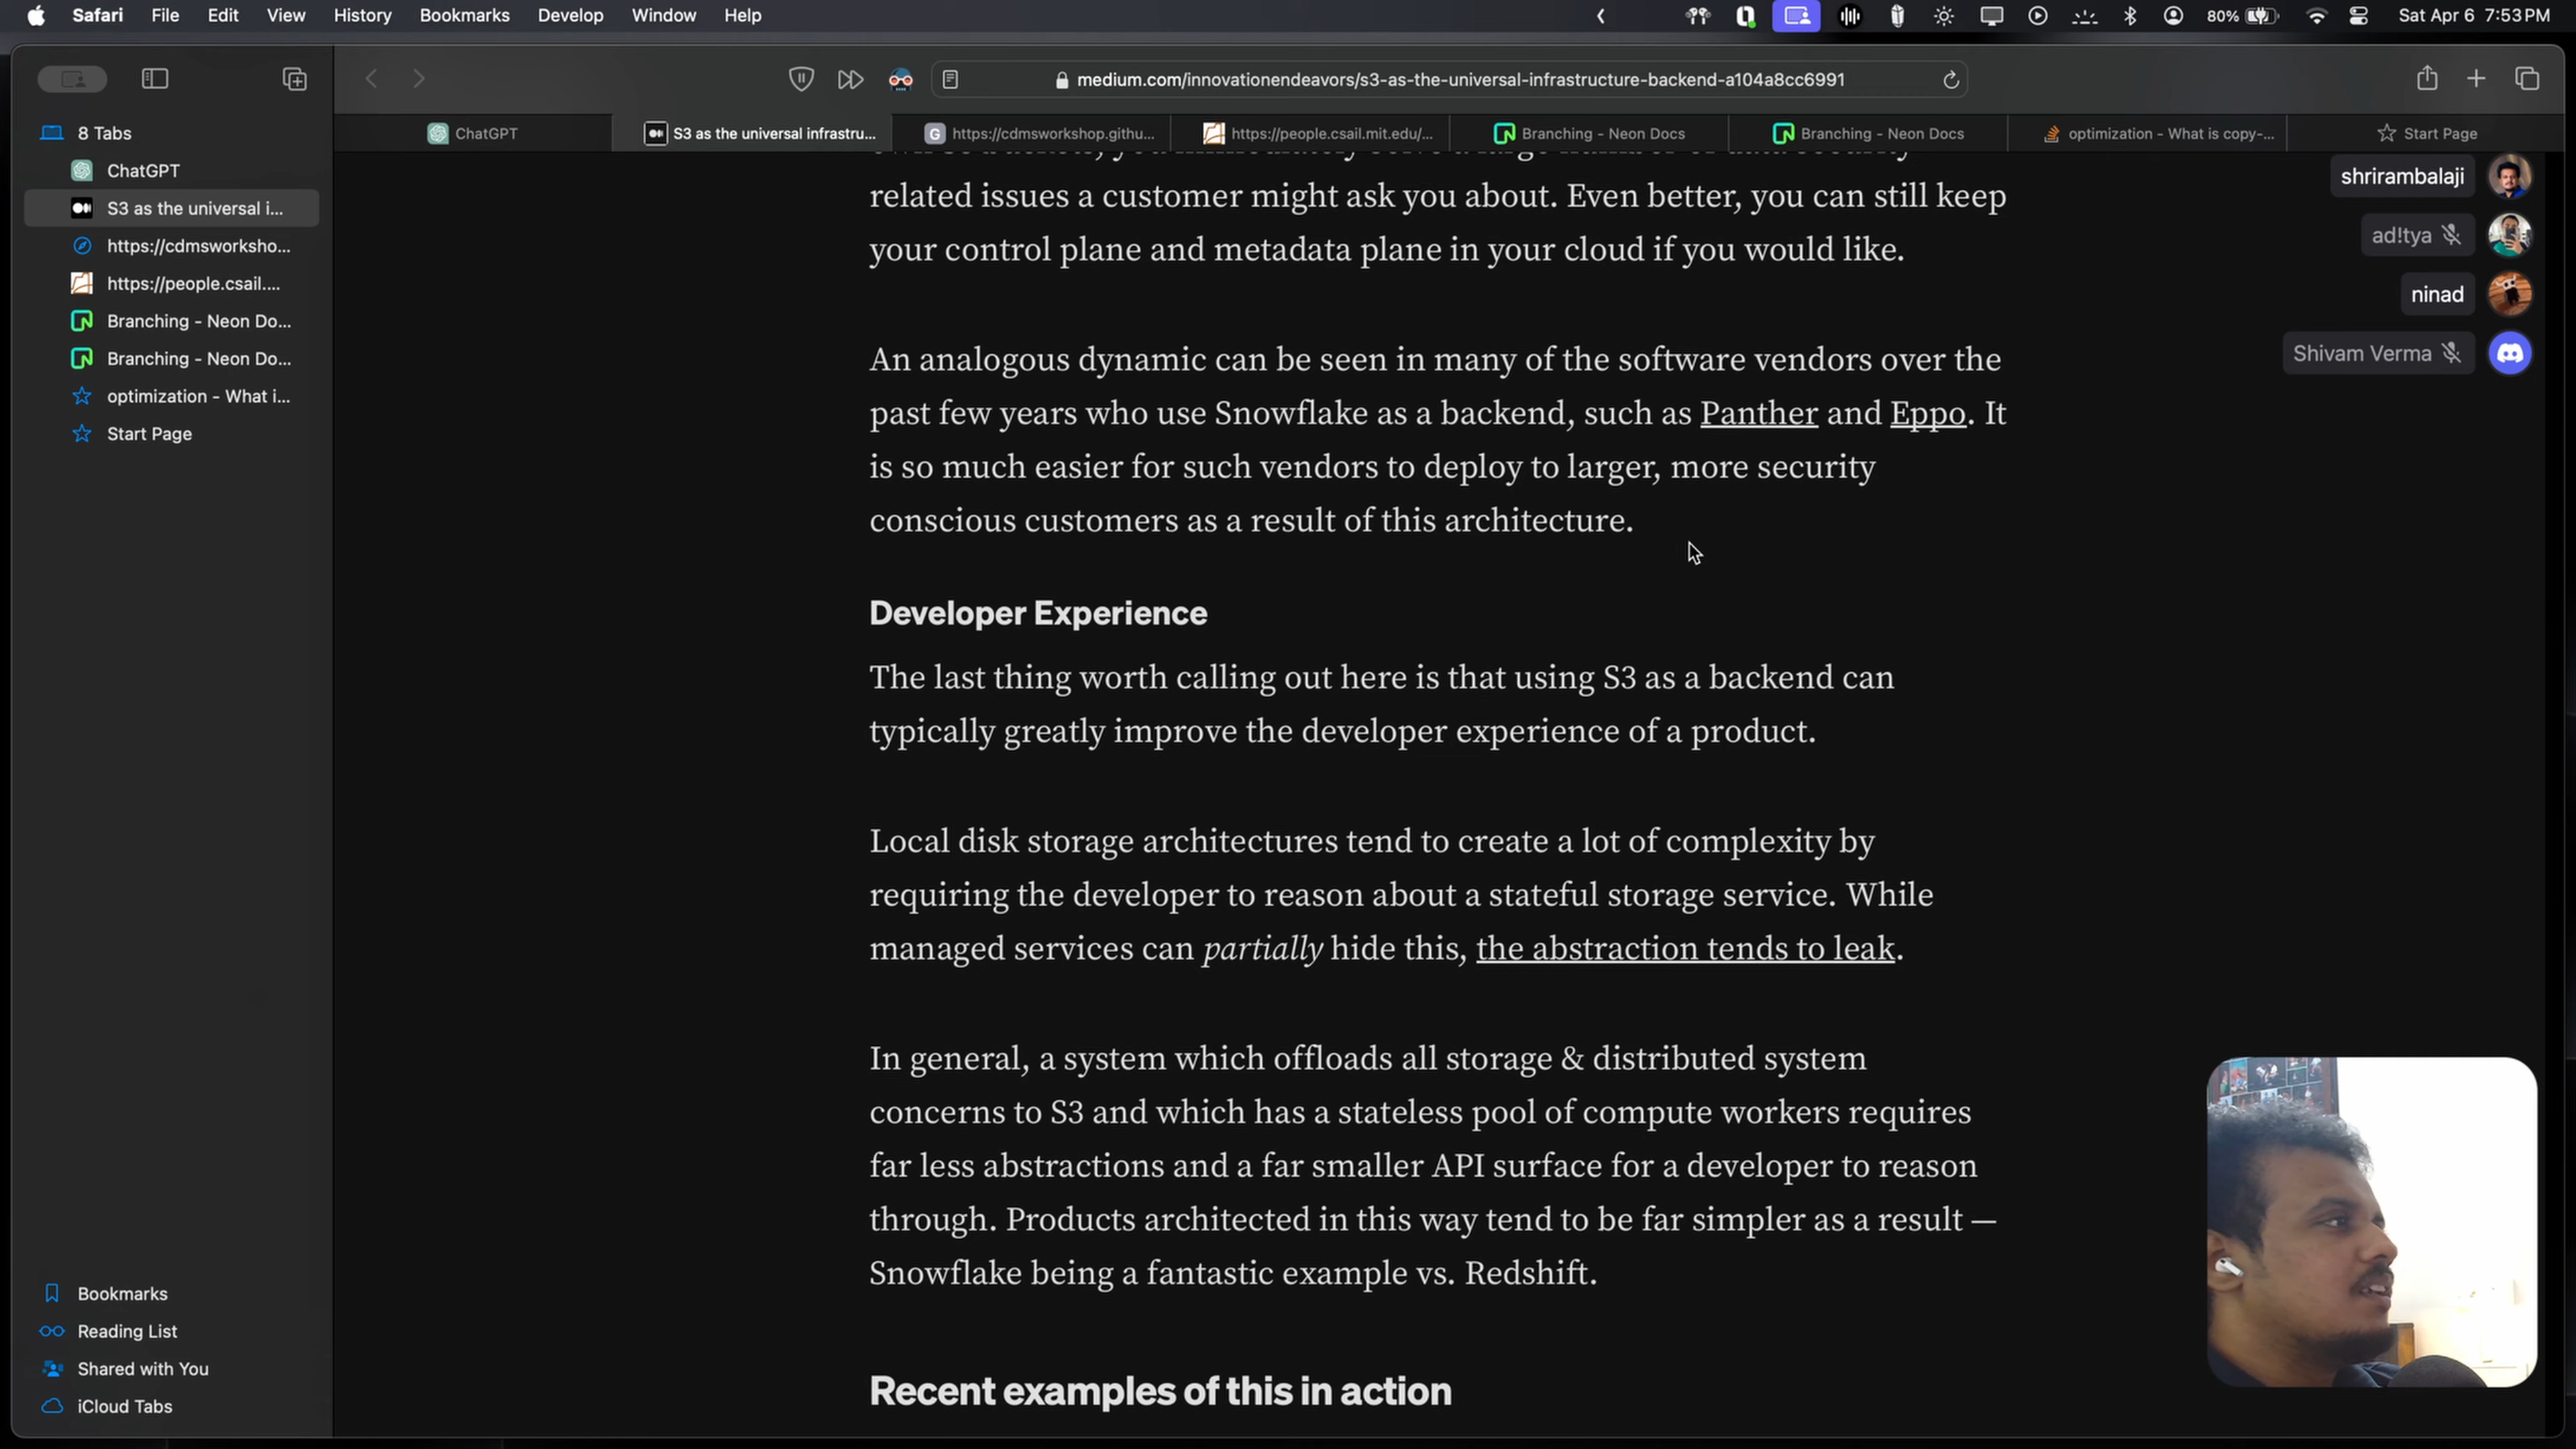 Safari File Edit View History Bookmarks Develop Window Help
80% Sat Apr 6 7:53 PM
medium.com/innovationendeavors/s3-as-the-universal-infrastructure-backend-a104a8cc6991
8 Tabs
ChatGPT
S3 as the universal i...
https://cdmsworksho...
https://people.csail....
Branching - Neon Do...
Branching - Neon Do...
optimization - What i...
Start Page
Bookmarks
Reading List
Shared with You
iCloud Tabs
ChatGPT
S3 as the universal infrastru...
https://cdmsworkshop.githu...
https://people.csail.mit.edu/...
Branching - Neon Docs
Branching - Neon Docs
optimization - What is copy-...
Start Page
related issues a customer might ask you about. Even better, you can still keep
your control plane and metadata plane in your cloud if you would like.
An analogous dynamic can be seen in many of the software vendors over the
past few years who use Snowflake as a backend, such as Panther and Eppo. It
is so much easier for such vendors to deploy to larger, more security
conscious customers as a result of this architecture.
Developer Experience
The last thing worth calling out here is that using S3 as a backend can
typically greatly improve the developer experience of a product.
Local disk storage architectures tend to create a lot of complexity by
requiring the developer to reason about a stateful storage service. While
managed services can partially hide this, the abstraction tends to leak.
In general, a system which offloads all storage & distributed system
concerns to S3 and which has a stateless pool of compute workers requires
far less abstractions and a far smaller API surface for a developer to reason
through. Products architected in this way tend to be far simpler as a result —
Snowflake being a fantastic example vs. Redshift.
Recent examples of this in action
shrirambalaji
ad!tya
ninad
Shivam Verma